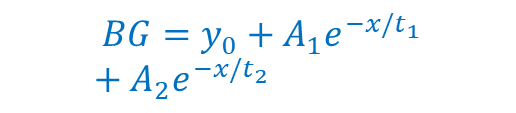 BG = y₀ + A₁e^{-x/t₁}
+ A₂e^{-x/t₂}